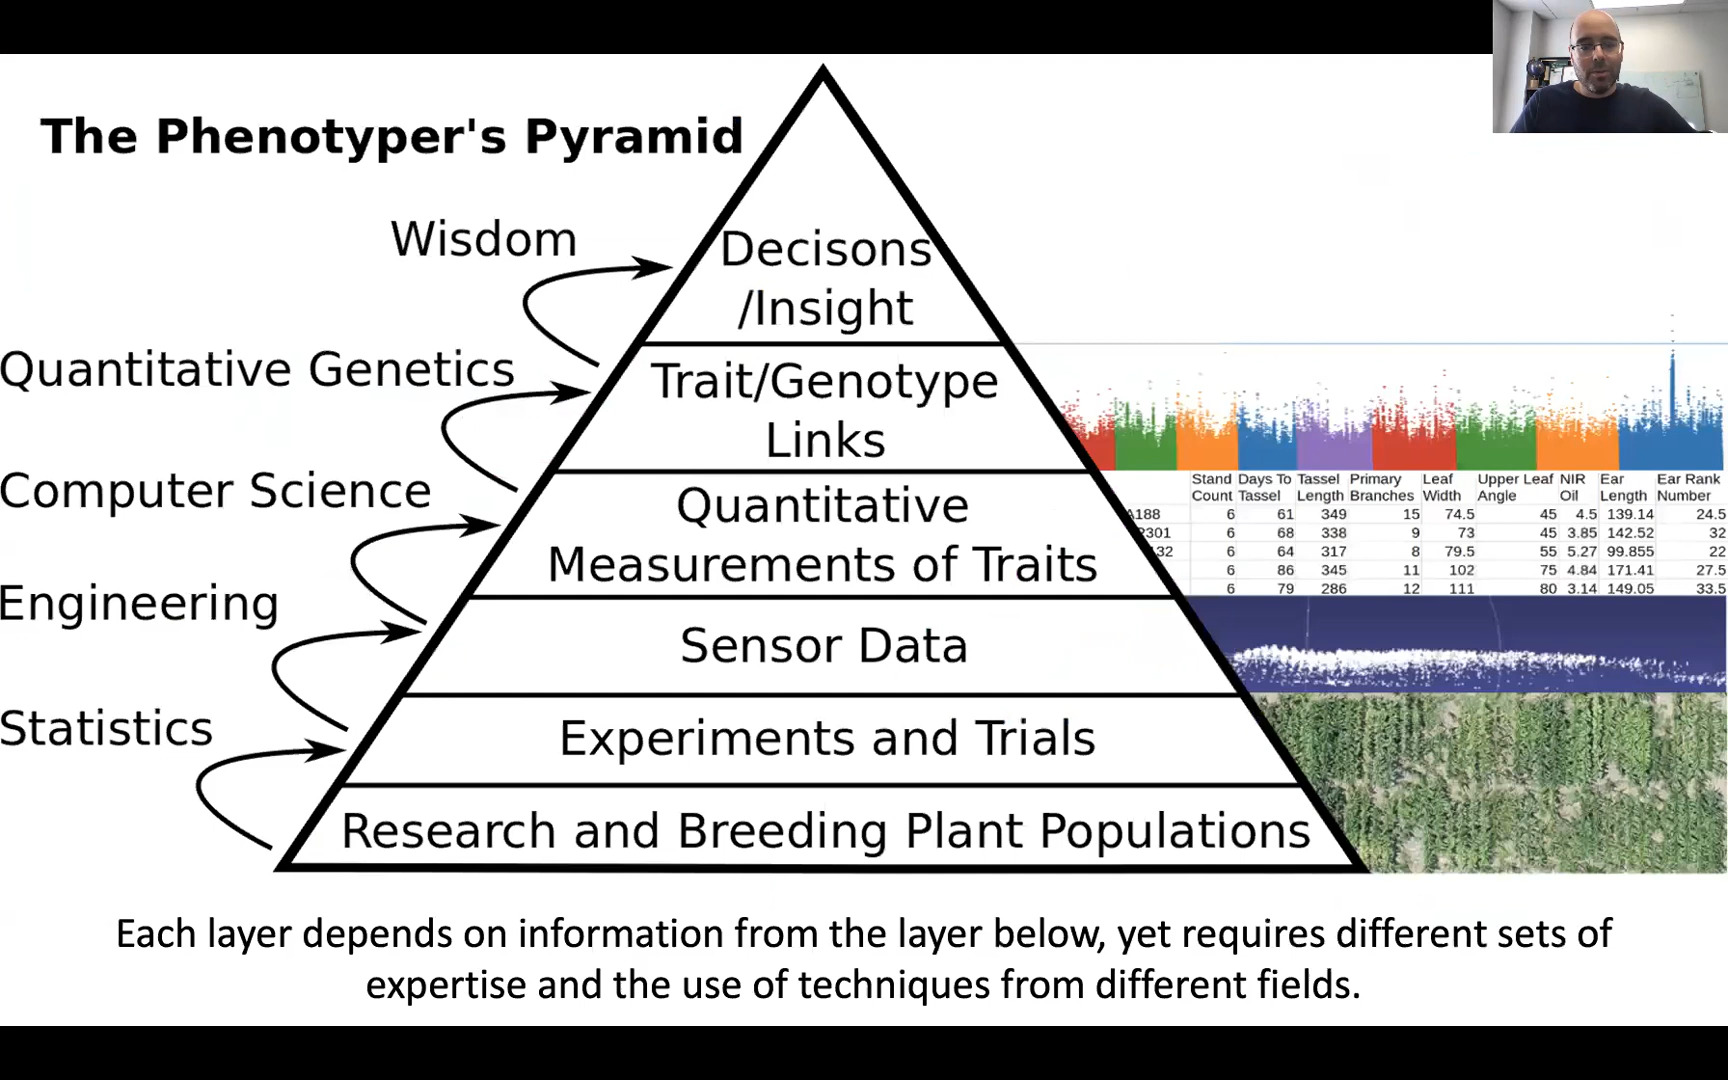 The Phenotyper's Pyramid
Wisdom
Decisons
/Insight
Quantitative Genetics
Trait/Genotype
Links
Computer Science
Quantitative
Measurements of Traits
Engineering
Sensor Data
Statistics
Experiments and Trials
Research and Breeding Plant Populations
Stand Days To Tassel Primary Leaf Upper Leaf NIR Ear Ear Rank
Count Tassel Length Branches Width Angle Oil Length Number
A188 6 61 349 15 74.5 45 4.5 139.14 24.5
301 6 68 338 9 73 45 3.85 142.52 32
132 6 64 317 8 79.5 55 5.27 99.855 22
6 86 345 11 102 75 4.84 171.41 27.5
6 79 286 12 111 80 3.14 149.05 33.5
Each layer depends on information from the layer below, yet requires different sets of
expertise and the use of techniques from different fields.